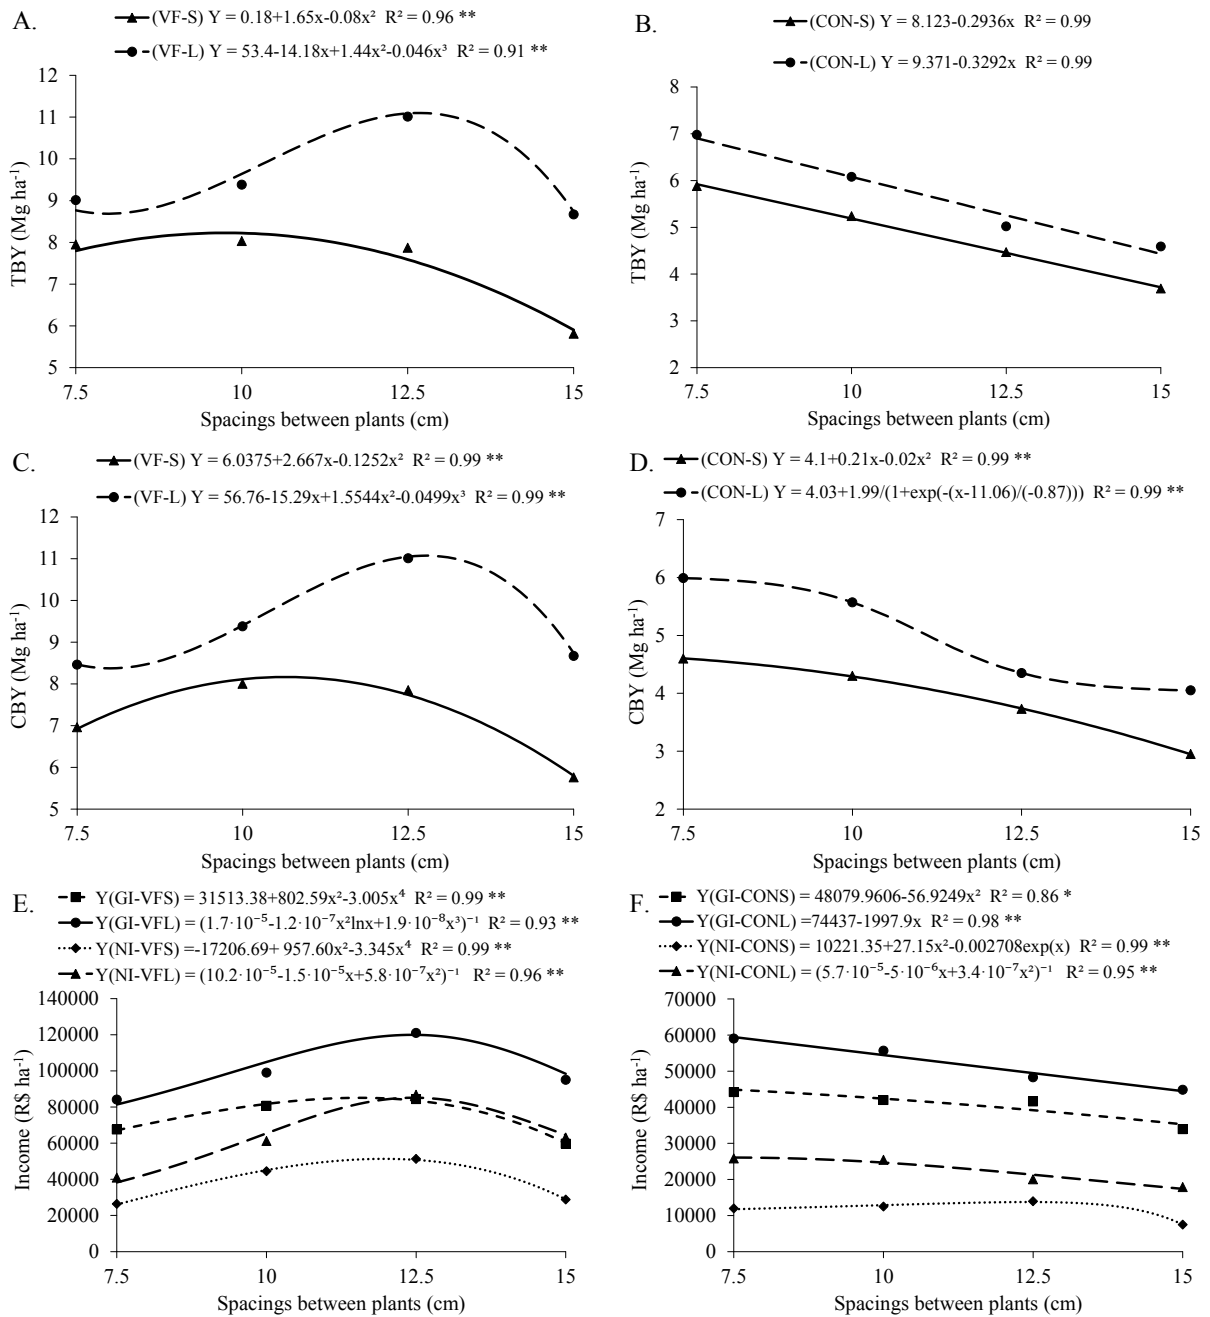 A.
(VF-S) Y = 0.18+1.65x-0.08x² R² = 0.96 **
(VF-L) Y = 53.4-14.18x+1.44x²-0.046x³ R² = 0.91 **
12
11
10
9
8
7
6
5
TBY (Mg ha⁻¹)
7.5 10 12.5 15
Spacings between plants (cm)
B.
(CON-S) Y = 8.123-0.2936x R² = 0.99
(CON-L) Y = 9.371-0.3292x R² = 0.99
8
7
6
5
4
3
2
TBY (Mg ha⁻¹)
7.5 10 12.5 15
Spacings between plants (cm)
C.
(VF-S) Y = 6.0375+2.667x-0.1252x² R² = 0.99 **
(VF-L) Y = 56.76-15.29x+1.5544x²-0.0499x³ R² = 0.99 **
12
11
10
9
8
7
6
5
CBY (Mg ha⁻¹)
7.5 10 12.5 15
Spacings between plants (cm)
D.
(CON-S) Y = 4.1+0.21x-0.02x² R² = 0.99 **
(CON-L) Y = 4.03+1.99/(1+exp(-(x-11.06)/(-0.87))) R² = 0.99 **
7
6
5
4
3
2
CBY (Mg ha⁻¹)
7.5 10 12.5 15
Spacings between plants (cm)
E.
Y(GI-VFS) = 31513.38+802.59x²-3.005x⁴ R² = 0.99 **
Y(GI-VFL) = (1.7·10⁻⁵-1.2·10⁻⁷x²lnx+1.9·10⁻⁸x³)⁻¹ R² = 0.93 **
Y(NI-VFS) =-17206.69+ 957.60x²-3.345x⁴ R² = 0.99 **
Y(NI-VFL) = (10.2·10⁻⁵-1.5·10⁻⁵x+5.8·10⁻⁷x²)⁻¹ R² = 0.96 **
140000
120000
100000
80000
60000
40000
20000
0
Income (R$ ha⁻¹)
7.5 10 12.5 15
Spacings between plants (cm)
F.
Y(GI-CONS) = 48079.9606-56.9249x² R² = 0.86 *
Y(GI-CONL) =74437-1997.9x R² = 0.98 **
Y(NI-CONS) = 10221.35+27.15x²-0.002708exp(x) R² = 0.99 **
Y(NI-CONL) = (5.7·10⁻⁵-5·10⁻⁶x+3.4·10⁻⁷x²)⁻¹ R² = 0.95 **
70000
60000
50000
40000
30000
20000
10000
0
Income (R$ ha⁻¹)
7.5 10 12.5 15
Spacings between plants (cm)